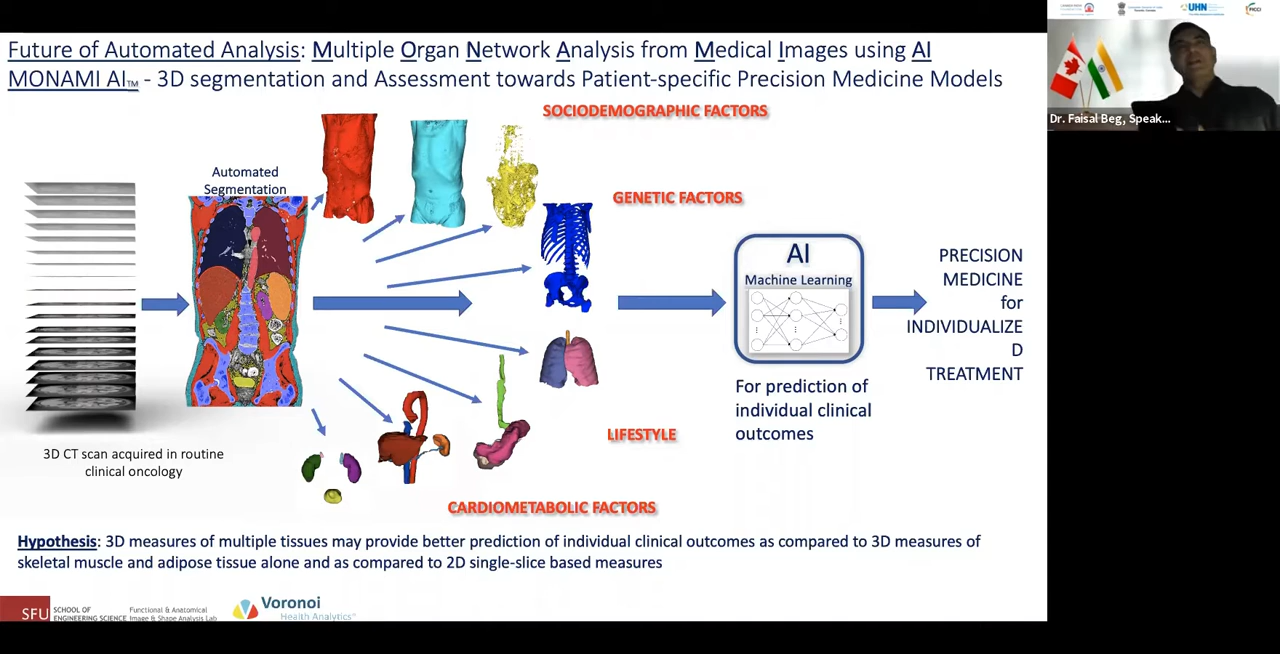 Future of Automated Analysis: Multiple Organ Network Analysis from Medical Images using AI
MONAMI AI™ - 3D segmentation and Assessment towards Patient-specific Precision Medicine Models
SOCIODEMOGRAPHIC FACTORS
Automated
Segmentation
GENETIC FACTORS
AI
Machine Learning
PRECISION
MEDICINE
for
INDIVIDUALIZE
D
TREATMENT
For prediction of
individual clinical
outcomes
LIFESTYLE
3D CT scan acquired in routine
clinical oncology
CARDIOMETABOLIC FACTORS
Hypothesis: 3D measures of multiple tissues may provide better prediction of individual clinical outcomes as compared to 3D measures of
skeletal muscle and adipose tissue alone and as compared to 2D single-slice based measures
SFU
SCHOOL OF
ENGINEERING SCIENCE
Functional & Anatomical
Image & Shape Analysis Lab
Voronoi
Health Analytics
UHN
FICCI
Dr. Faisal Beg, Speak...